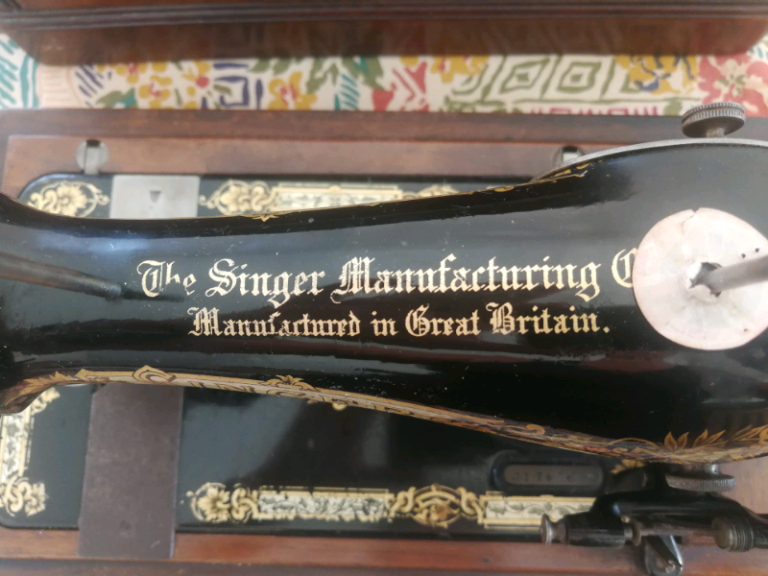 The Singer Manufacturing C
Manufactured in Great Britain.